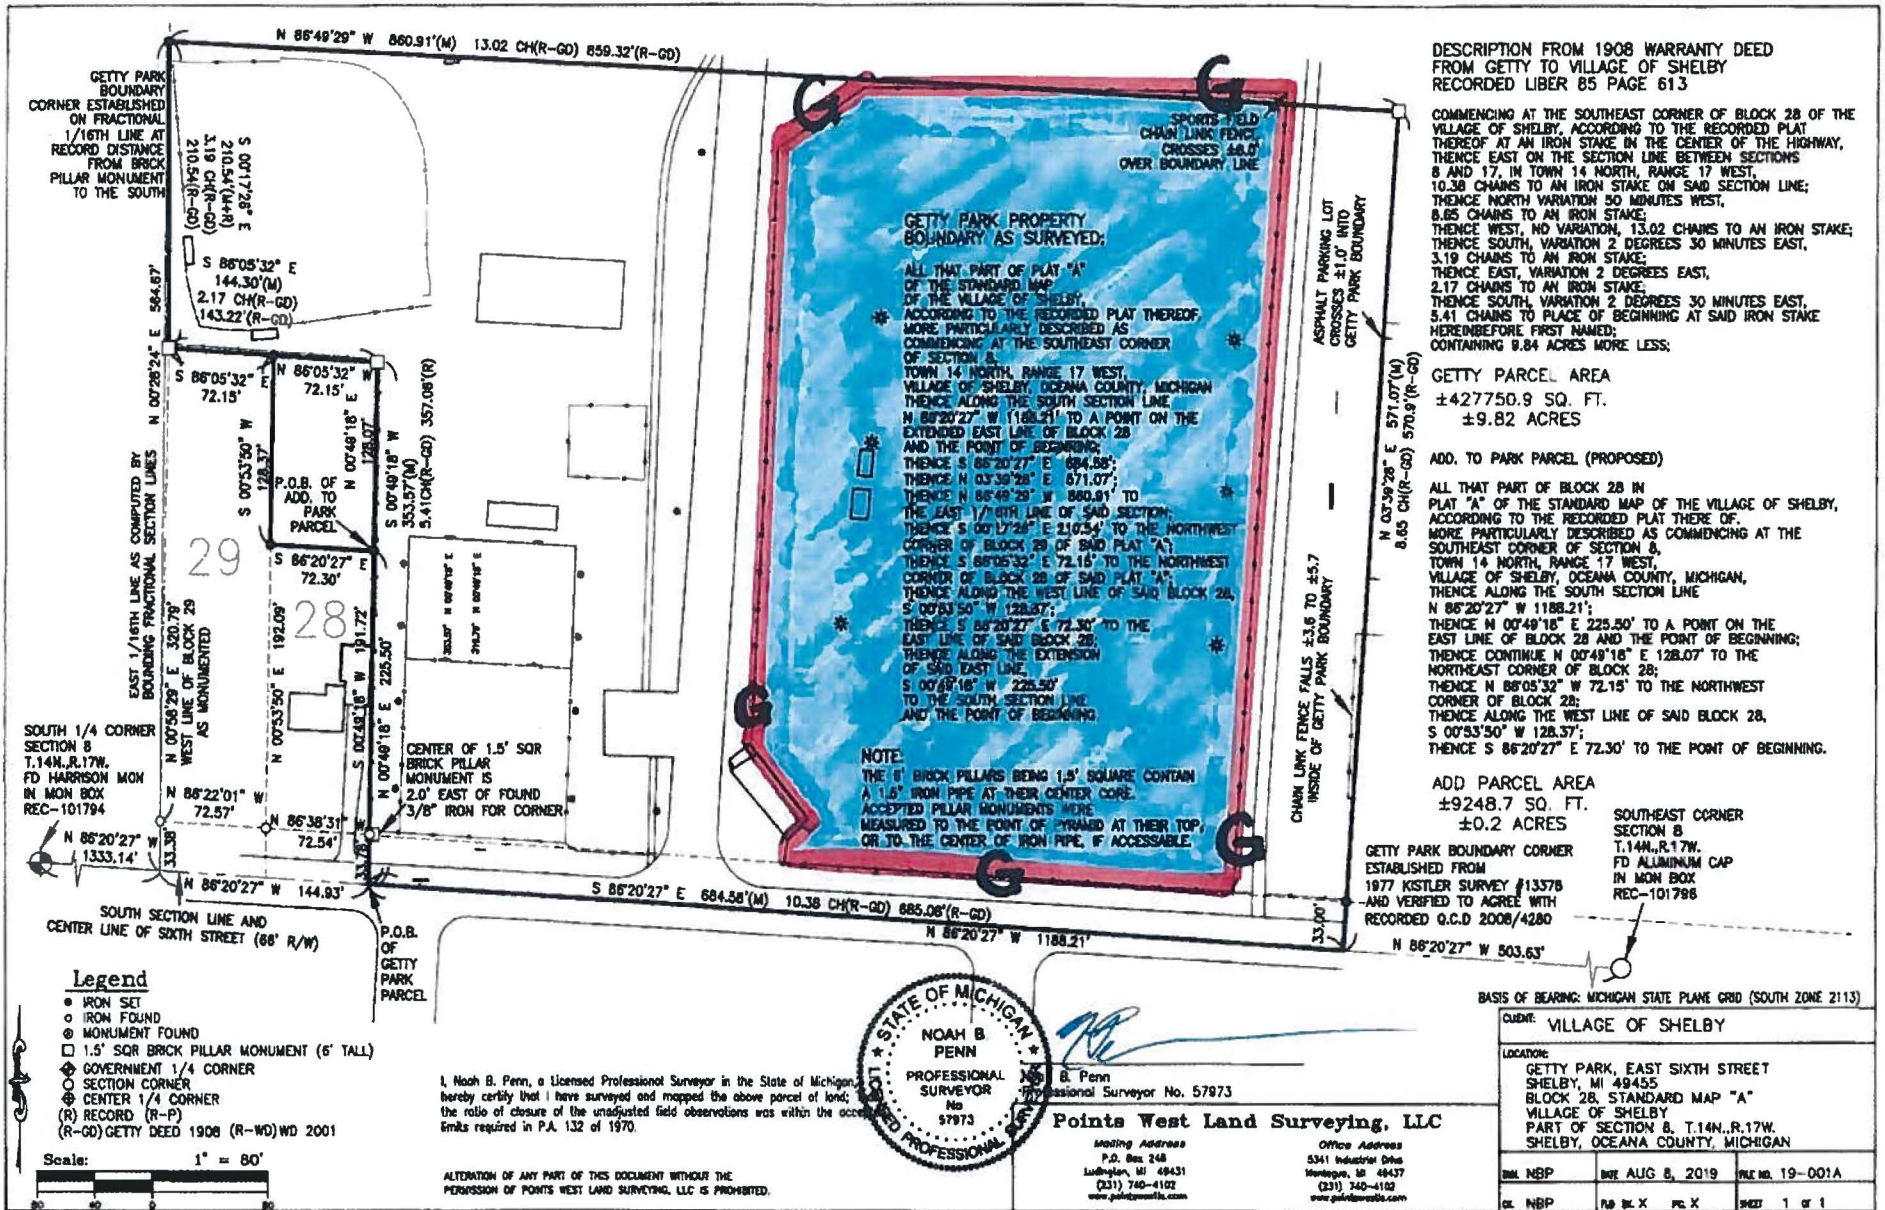 N 86°49'29" W 860.91'(M) 13.02 CH(R-GD) 859.32'(R-GD)
GETTY PARK
BOUNDARY
CORNER ESTABLISHED
ON FRACTIONAL
1/16TH LINE AT
RECORD DISTANCE
FROM BRICK
PILLAR MONUMENT
TO THE SOUTH
S 00°17'26" E
210.54'(M+R)
3.19 CH(R-GD)
210.54(R-GD)
S 86°05'32" E
144.30'(M)
2.17 CH(R-GD)
143.22'(R-GD)
N 00°28'24" E 564.67'
S 86°05'32" E
72.15'
N 86°05'32" W
72.15'
S 00°53'50" W
128.37'
N 00°49'18" E
128.07'
S 00°49'18" W
353.57'(M)
5.41CH(R-GD) 357.06'(R)
P.O.B. OF
ADD. TO
PARK
PARCEL
EAST 1/16TH LINE AS COMPUTED BY
BOUNDING FRACTIONAL SECTION LINES
29
S 86°20'27" E
72.30'
28
N 00°58'29" E 320.79'
WEST LINE OF BLOCK 29
AS MONUMENTED
N 00°53'50" E 192.09'
S 00°49'18" W 191.72'
N 00°49'18" E 225.50'
SOUTH 1/4 CORNER
SECTION 8
T.14N.,R.17W.
FD HARRISON MON
IN MON BOX
REC-101794
N 86°22'01" W
72.57'
N 86°38'31" W
72.54'
CENTER OF 1.5' SQR
BRICK PILLAR
MONUMENT IS
2.0' EAST OF FOUND
3/8" IRON FOR CORNER
N 86°20'27" W
1333.14'
33.38'
33.78'
N 86°20'27" W 144.93'
SOUTH SECTION LINE AND
CENTER LINE OF SIXTH STREET (66' R/W)
P.O.B.
OF
GETTY
PARK
PARCEL
S 86°20'27" E 684.58'(M) 10.38 CH(R-GD) 685.08'(R-GD)
N 86°20'27" W 1188.21'
G
G
G
G
G
SPORTS FIELD
CHAIN LINK FENCE
CROSSES ±6.0'
OVER BOUNDARY LINE
GETTY PARK PROPERTY
BOUNDARY AS SURVEYED:
ALL THAT PART OF PLAT "A"
OF THE STANDARD MAP
OF THE VILLAGE OF SHELBY,
ACCORDING TO THE RECORDED PLAT THEREOF,
MORE PARTICULARLY DESCRIBED AS
COMMENCING AT THE SOUTHEAST CORNER
OF SECTION 8,
TOWN 14 NORTH, RANGE 17 WEST,
VILLAGE OF SHELBY, OCEANA COUNTY, MICHIGAN
THENCE ALONG THE SOUTH SECTION LINE
N 86°20'27" W 1188.21' TO A POINT ON THE
EXTENDED EAST LINE OF BLOCK 28
AND THE POINT OF BEGINNING;
THENCE S 86°20'27" E 684.58';
THENCE N 03°39'28" E 571.07';
THENCE N 86°49'29" W 860.91' TO
THE EAST 1/16TH LINE OF SAID SECTION;
THENCE S 00°17'26" E 210.54' TO THE NORTHWEST
CORNER OF BLOCK 29 OF SAID PLAT "A";
THENCE S 86°05'32" E 72.15' TO THE NORTHWEST
CORNER OF BLOCK 28 OF SAID PLAT "A";
THENCE ALONG THE WEST LINE OF SAID BLOCK 28,
S 00°53'50" W 128.37';
THENCE S 86°20'27" E 72.30' TO THE
EAST LINE OF SAID BLOCK 28;
THENCE ALONG THE EXTENSION
OF SAID EAST LINE,
S 00°49'18" W 225.50'
TO THE SOUTH SECTION LINE
AND THE POINT OF BEGINNING
NOTE:
THE 6' BRICK PILLARS BEING 1.5' SQUARE CONTAIN
A 1.5" IRON PIPE AT THEIR CENTER CORE.
ACCEPTED PILLAR MONUMENTS WERE
MEASURED TO THE POINT OF PYRAMID AT THEIR TOP,
OR TO THE CENTER OF IRON PIPE, IF ACCESSABLE.
ASPHALT PARKING LOT
CROSSES ±1.0' INTO
GETTY PARK BOUNDARY
CHAIN LINK FENCE FALLS ±3.6 TO ±5.7
INSIDE OF GETTY PARK BOUNDARY
N 03°39'28" E 571.07'(M)
8.65 CH(R-GD) 570.9'(R-GD)
33.00'
DESCRIPTION FROM 1908 WARRANTY DEED
FROM GETTY TO VILLAGE OF SHELBY
RECORDED LIBER 85 PAGE 613
COMMENCING AT THE SOUTHEAST CORNER OF BLOCK 28 OF THE
VILLAGE OF SHELBY, ACCORDING TO THE RECORDED PLAT
THEREOF AT AN IRON STAKE IN THE CENTER OF THE HIGHWAY,
THENCE EAST ON THE SECTION LINE BETWEEN SECTIONS
8 AND 17, IN TOWN 14 NORTH, RANGE 17 WEST,
10.38 CHAINS TO AN IRON STAKE ON SAID SECTION LINE;
THENCE NORTH VARIATION 50 MINUTES WEST,
8.65 CHAINS TO AN IRON STAKE;
THENCE WEST, NO VARIATION, 13.02 CHAINS TO AN IRON STAKE;
THENCE SOUTH, VARIATION 2 DEGREES 30 MINUTES EAST,
3.19 CHAINS TO AN IRON STAKE;
THENCE EAST, VARIATION 2 DEGREES EAST,
2.17 CHAINS TO AN IRON STAKE;
THENCE SOUTH, VARIATION 2 DEGREES 30 MINUTES EAST,
5.41 CHAINS TO PLACE OF BEGINNING AT SAID IRON STAKE
HEREINBEFORE FIRST NAMED;
CONTAINING 9.84 ACRES MORE LESS;
GETTY PARCEL AREA
±427750.9 SQ. FT.
±9.82 ACRES
ADD. TO PARK PARCEL (PROPOSED)
ALL THAT PART OF BLOCK 28 IN
PLAT "A" OF THE STANDARD MAP OF THE VILLAGE OF SHELBY,
ACCORDING TO THE RECORDED PLAT THERE OF.
MORE PARTICULARLY DESCRIBED AS COMMENCING AT THE
SOUTHEAST CORNER OF SECTION 8,
TOWN 14 NORTH, RANGE 17 WEST,
VILLAGE OF SHELBY, OCEANA COUNTY, MICHIGAN,
THENCE ALONG THE SOUTH SECTION LINE
N 86°20'27" W 1188.21';
THENCE N 00°49'18" E 225.50' TO A POINT ON THE
EAST LINE OF BLOCK 28 AND THE POINT OF BEGINNING;
THENCE CONTINUE N 00°49'18" E 128.07' TO THE
NORTHEAST CORNER OF BLOCK 28;
THENCE N 86°05'32" W 72.15' TO THE NORTHWEST
CORNER OF BLOCK 28;
THENCE ALONG THE WEST LINE OF SAID BLOCK 28,
S 00°53'50" W 128.37';
THENCE S 86°20'27" E 72.30' TO THE POINT OF BEGINNING.
ADD PARCEL AREA
±9248.7 SQ. FT.
±0.2 ACRES
SOUTHEAST CORNER
SECTION 8
T.14N.,R.17W.
FD ALUMINUM CAP
IN MON BOX
REC-101796
GETTY PARK BOUNDARY CORNER
ESTABLISHED FROM
1977 KISTLER SURVEY #13378
AND VERIFIED TO AGREE WITH
RECORDED Q.C.D 2008/4280
N 86°20'27" W 503.63'
BASIS OF BEARING: MICHIGAN STATE PLANE GRID (SOUTH ZONE 2113)
Legend
IRON SET
IRON FOUND
MONUMENT FOUND
1.5' SQR BRICK PILLAR MONUMENT (6' TALL)
GOVERNMENT 1/4 CORNER
SECTION CORNER
CENTER 1/4 CORNER
(R) RECORD (R-P)
(R-GD) GETTY DEED 1908 (R-WD) WD 2001
Scale: 1" = 80'
80 40 0 80
I, Noah B. Penn, a Licensed Professional Surveyor in the State of Michigan,
hereby certify that I have surveyed and mapped the above parcel of land;
the ratio of closure of the unadjusted field observations was within the
limits required in P.A. 132 of 1970.
ALTERATION OF ANY PART OF THIS DOCUMENT WITHOUT THE
PERMISSION OF POINTS WEST LAND SURVEYING, LLC IS PROHIBITED.
STATE OF MICHIGAN
NOAH B.
PENN
PROFESSIONAL
SURVEYOR
No
57973
LICENSED PROFESSIONAL SURVEYOR
B. Penn
Professional Surveyor No. 57973
Points West Land Surveying, LLC
Mailing Address
P.O. Box 248
Ludington, MI 49431
(231) 740-4102
www.pointswestls.com
Office Address
5341 Industrial Drive
Montague, MI 49437
(231) 740-4102
www.pointswestls.com
CLIENT: VILLAGE OF SHELBY
LOCATION:
GETTY PARK, EAST SIXTH STREET
SHELBY, MI 49455
BLOCK 28, STANDARD MAP "A"
VILLAGE OF SHELBY
PART OF SECTION 8, T.14N.,R.17W.
SHELBY, OCEANA COUNTY, MICHIGAN
NBP DATE AUG 8, 2019 FILE NO. 19-001A
CK. NBP FLD BK. X PG. X SHEET 1 OF 1